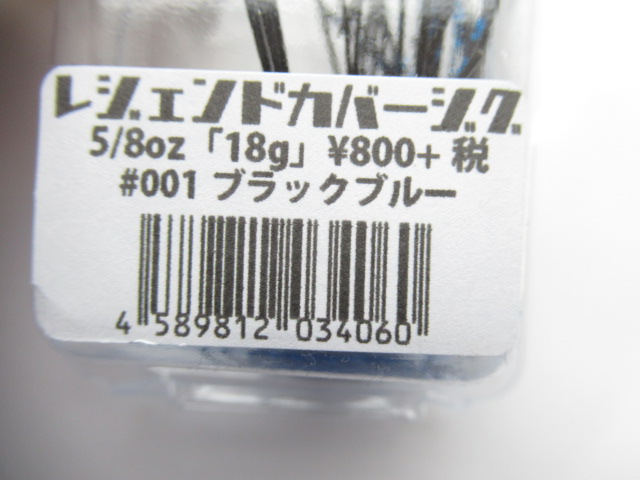 レジェンドカバージグ
5/8oz「18g」¥800+ 税
#001 ブラックブルー
4 589812 034060